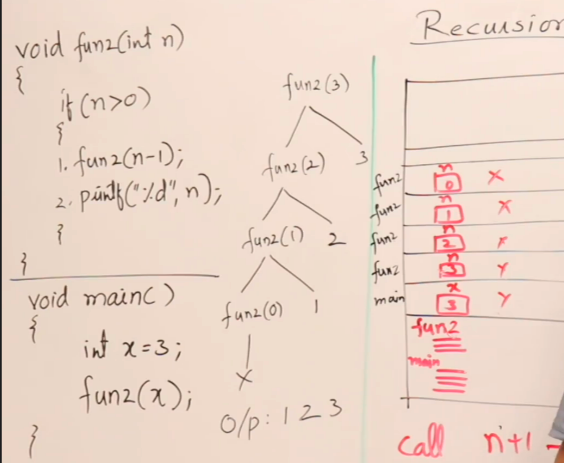 void fun2(int n)
{
if(n>0)
{
1. fun2(n-1);
2. printf("%d", n);
}
}
void main()
{
int x=3;
fun2(x);
}
fun2(3)
fun2(2) 3
fun2(1) 2
fun2(0) 1
X
O/p: 1 2 3
Recursion
n
fun2 0 X
n
fun2 1 X
n
fun2 2
n
fun2
x
main 3
fun2
main
call n+1